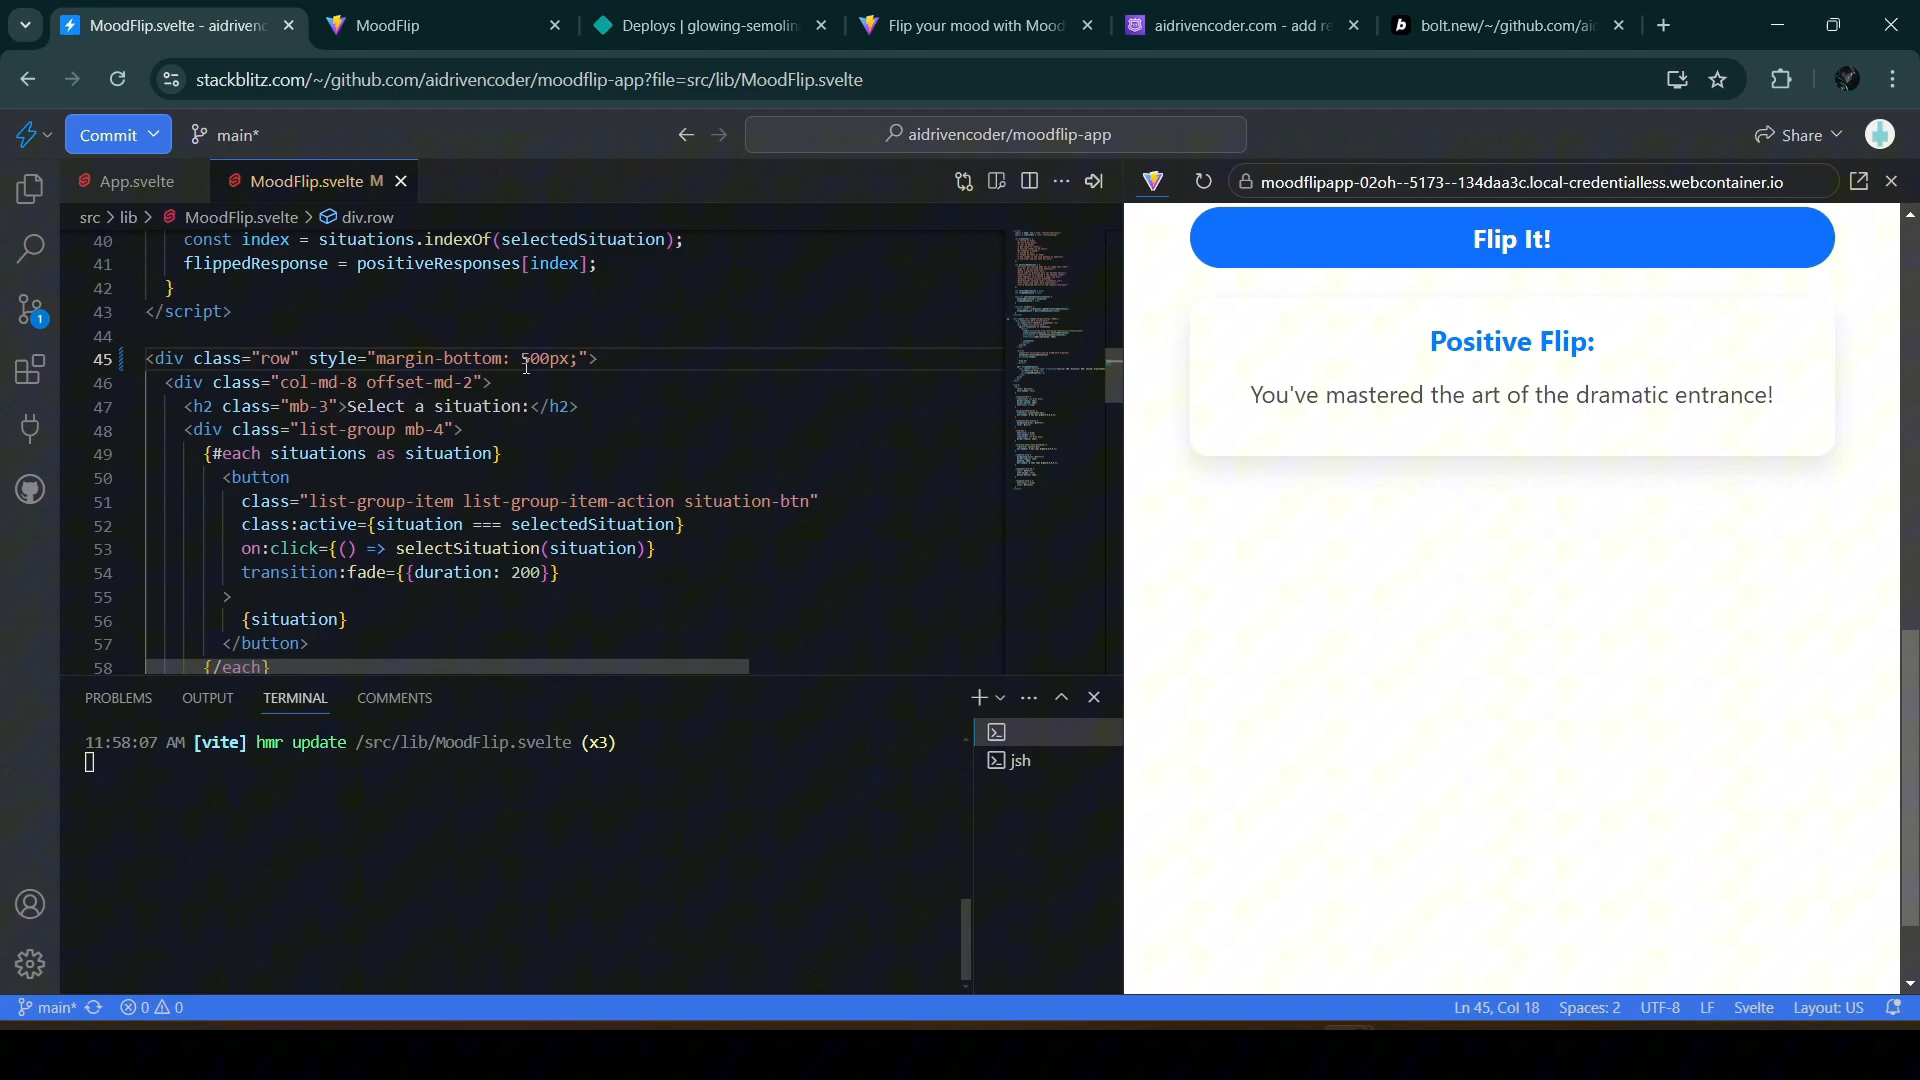 MoodFlip.svelte - aidrivenc
MoodFlip
Deploys | glowing-semolin
Flip your mood with Mood
aidrivencoder.com - add re
bolt.new/~/github.com/aid
stackblitz.com/~/github.com/aidrivencoder/moodflip-app?file=src/lib/MoodFlip.svelte
Commit
main*
aidrivencoder/moodflip-app
Share
App.svelte
MoodFlip.svelte M
moodflipapp-02oh--5173--134daa3c.local-credentialless.webcontainer.io
src > lib > MoodFlip.svelte > div.row
40 const index = situations.indexOf(selectedSituation);
41 flippedResponse = positiveResponses[index];
42 }
43 </script>
44
45 <div class="row" style="margin-bottom: 500px;">
46 <div class="col-md-8 offset-md-2">
47 <h2 class="mb-3">Select a situation:</h2>
48 <div class="list-group mb-4">
49 {#each situations as situation}
50 <button
51 class="list-group-item list-group-item-action situation-btn"
52 class:active={situation === selectedSituation}
53 on:click={() => selectSituation(situation)}
54 transition:fade={{duration: 200}}
55 >
56 {situation}
57 </button>
58 {/each}
1
Flip It!
Positive Flip:
You've mastered the art of the dramatic entrance!
PROBLEMS
OUTPUT
TERMINAL
COMMENTS
11:58:07 AM [vite] hmr update /src/lib/MoodFlip.svelte (x3)
jsh
main*
0
0
Ln 45, Col 18
Spaces: 2
UTF-8
LF
Svelte
Layout: US